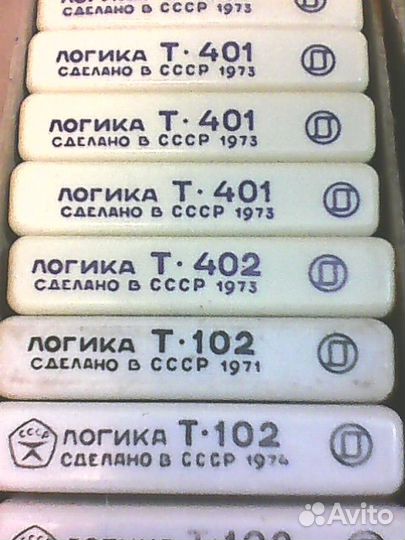 ЛОГИКА Т·401
СДЕЛАНО В СССР 1973
ЛОГИКА Т·401
СДЕЛАНО В СССР 1973
ЛОГИКА Т·401
СДЕЛАНО В СССР 1973
ЛОГИКА Т·402
СДЕЛАНО В СССР 1973
ЛОГИКА Т·102
СДЕЛАНО В СССР 1971
СССР
ЛОГИКА Т·102
СДЕЛАНО В СССР 1974
Avito